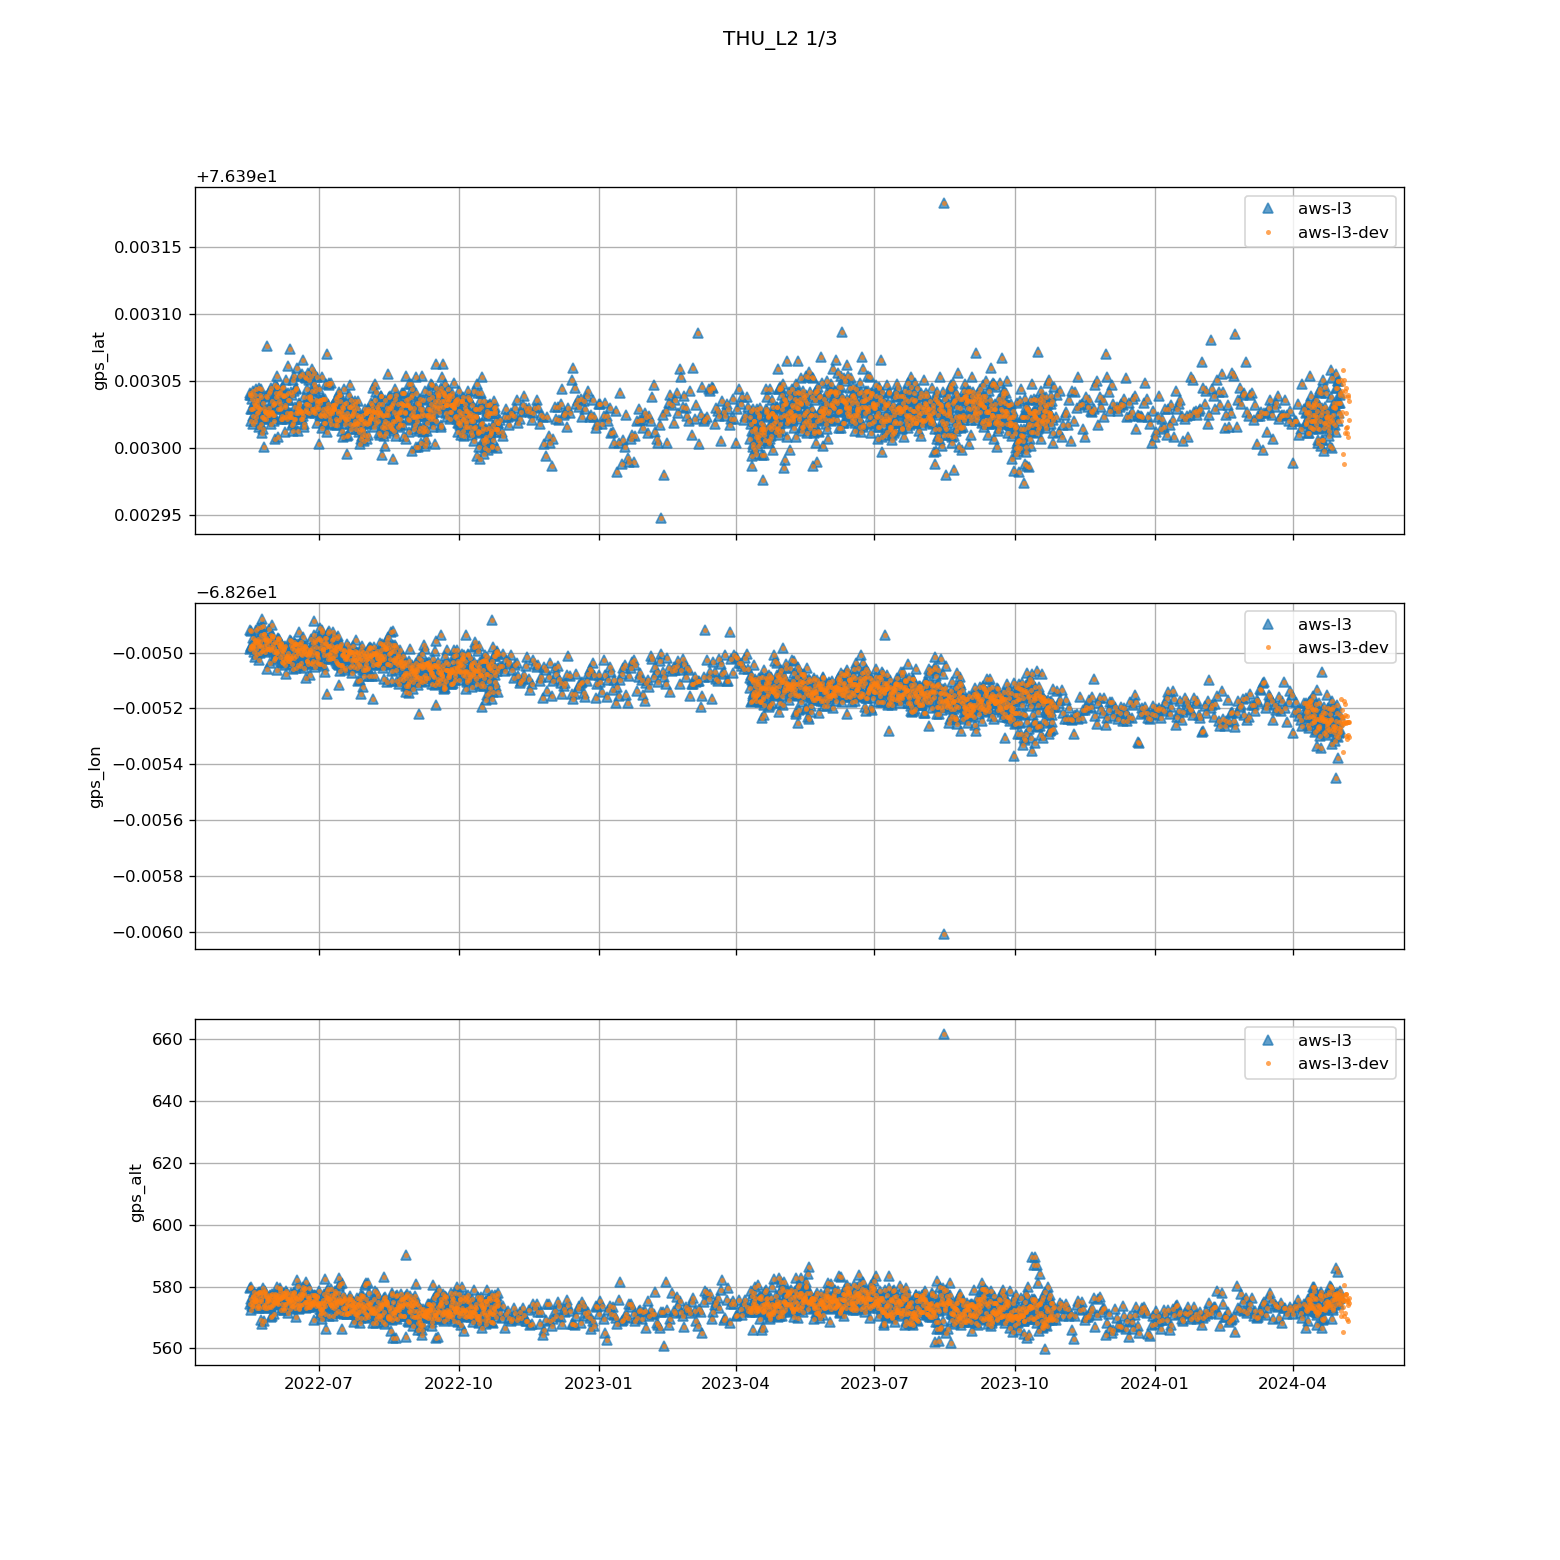 THU_L2 1/3
+7.639e1
0.00315
0.00310
0.00305
0.00300
0.00295
gps_lat
aws-l3
aws-l3-dev
−6.826e1
−0.0050
−0.0052
−0.0054
−0.0056
−0.0058
−0.0060
gps_lon
aws-l3
aws-l3-dev
660
640
620
600
580
560
gps_alt
aws-l3
aws-l3-dev
2022-07 2022-10 2023-01 2023-04 2023-07 2023-10 2024-01 2024-04